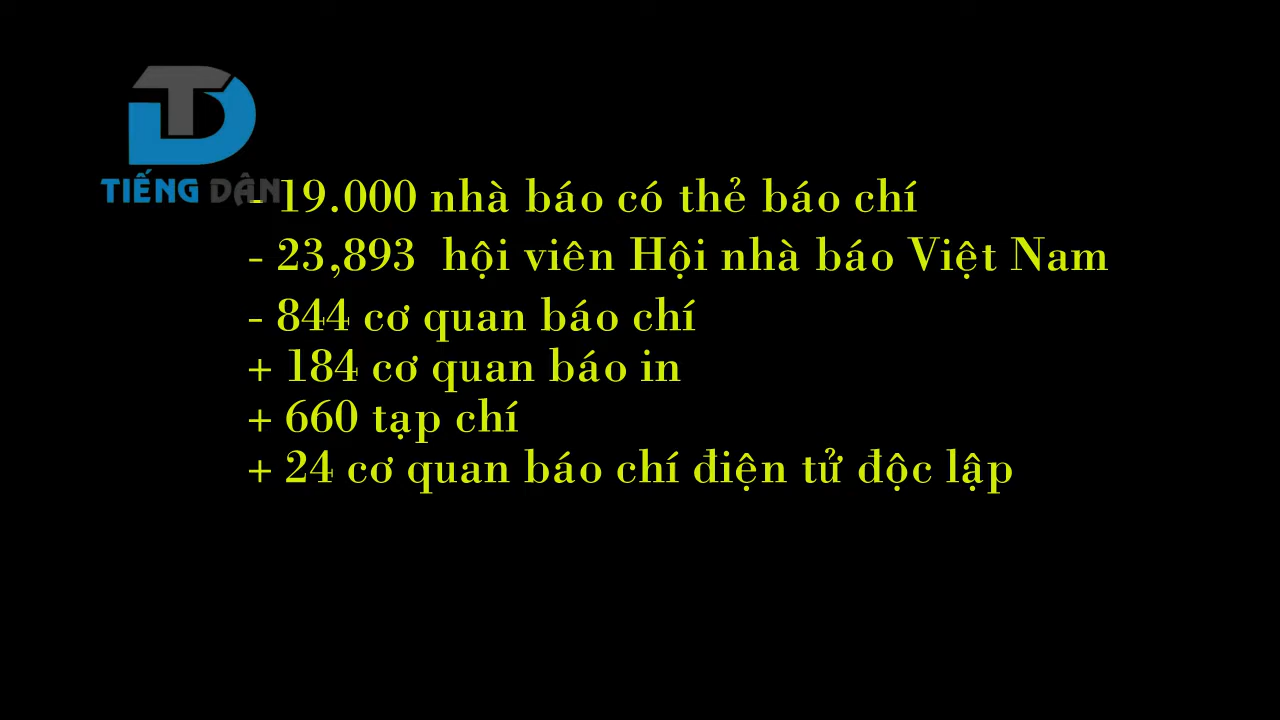 TIẾNG DÂN
- 19.000 nhà báo có thẻ báo chí
- 23,893 hội viên Hội nhà báo Việt Nam
- 844 cơ quan báo chí
+ 184 cơ quan báo in
+ 660 tạp chí
+ 24 cơ quan báo chí điện tử độc lập